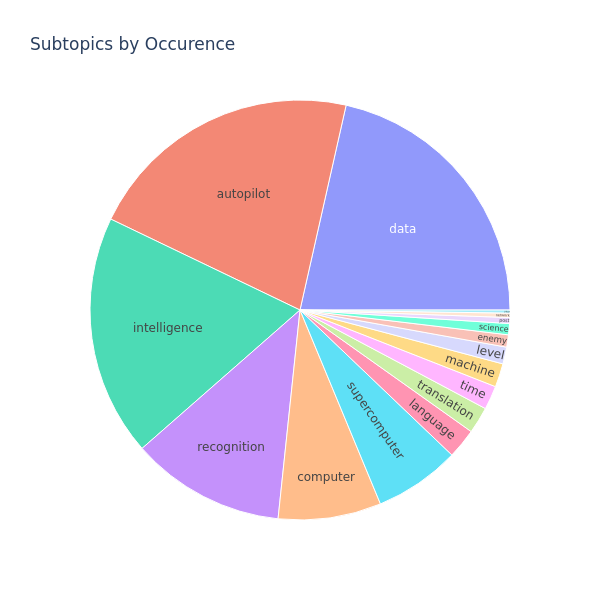 Subtopics by Occurence
data
autopilot
intelligence
recognition
computer
supercomputer
language
translation
time
machine
level
enemy
science